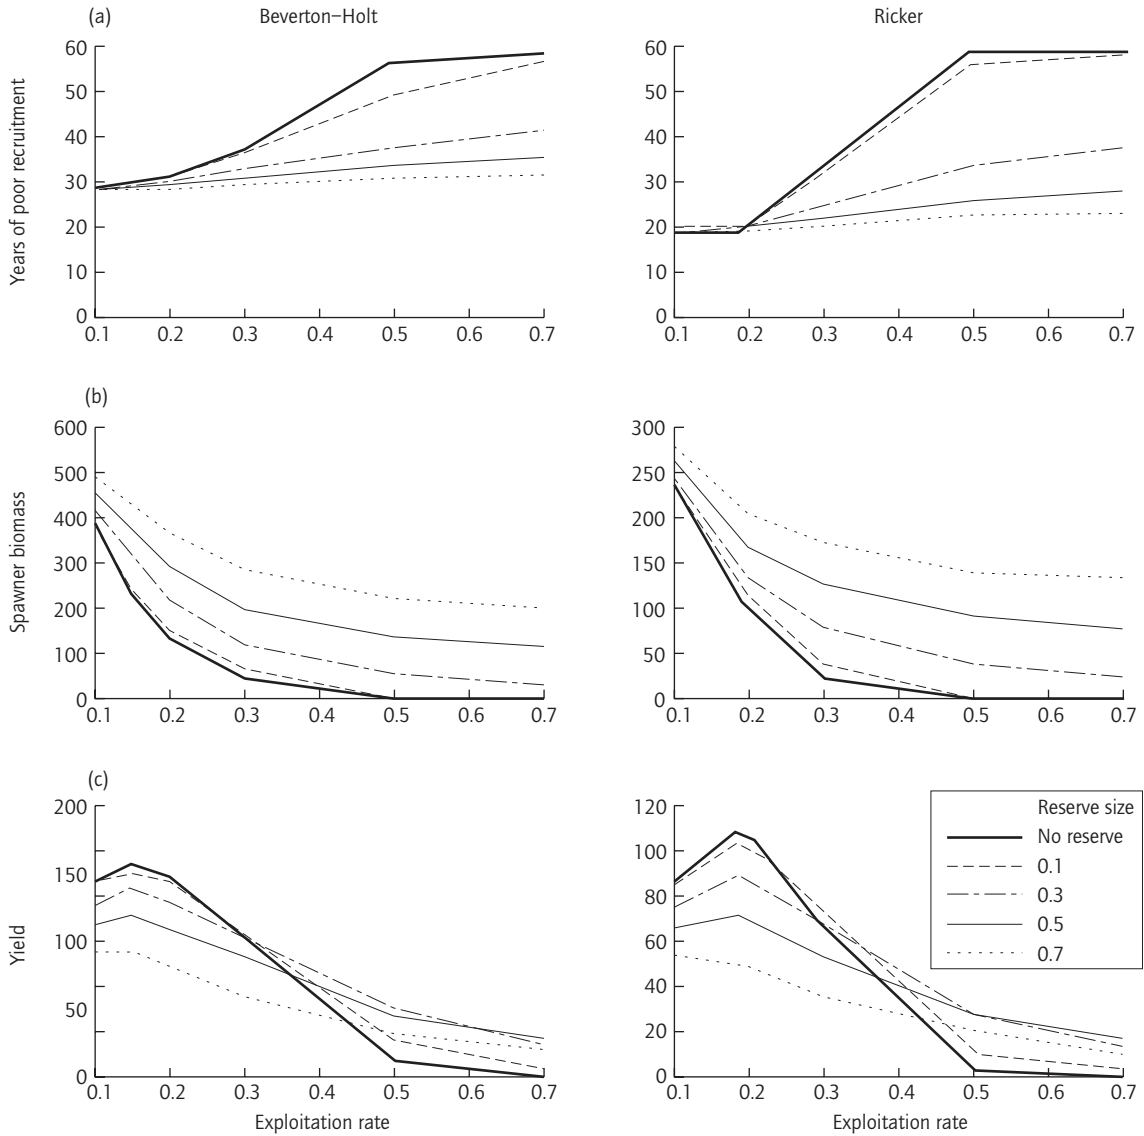 (a)
Beverton–Holt
Ricker
Years of poor recruitment
60
50
40
30
20
10
0
0.1 0.2 0.3 0.4 0.5 0.6 0.7
60
50
40
30
20
10
0
0.1 0.2 0.3 0.4 0.5 0.6 0.7
(b)
Spawner biomass
600
500
400
300
200
100
0
0.1 0.2 0.3 0.4 0.5 0.6 0.7
300
250
200
150
100
50
0
0.1 0.2 0.3 0.4 0.5 0.6 0.7
(c)
Yield
200
150
100
50
0
0.1 0.2 0.3 0.4 0.5 0.6 0.7
Exploitation rate
120
100
80
60
40
20
0
0.1 0.2 0.3 0.4 0.5 0.6 0.7
Exploitation rate
Reserve size
No reserve
0.1
0.3
0.5
0.7